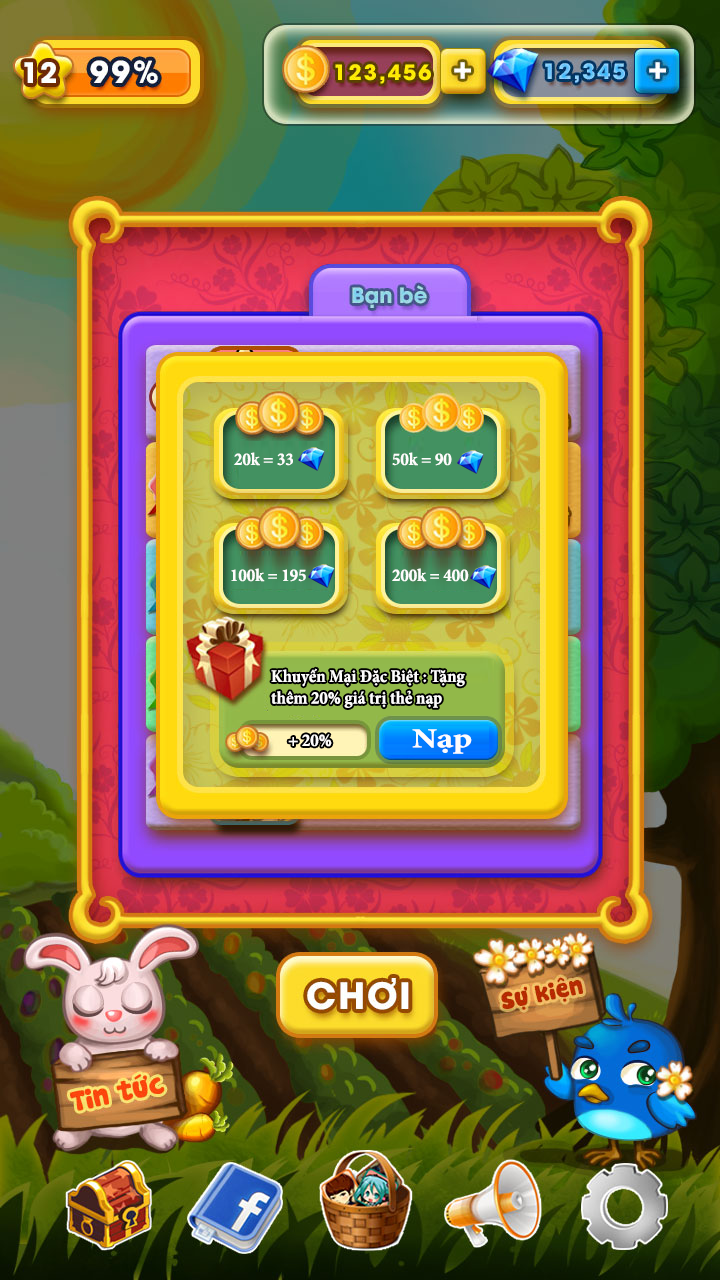 12 99% 123,456 + 12,345 +
Bạn bè
20k = 33 50k = 90
100k = 195 200k = 400
Khuyến Mại Đặc Biệt : Tặng
thêm 20% giá trị thẻ nạp
+ 20% Nạp
CHƠI
Sự kiện
Tin tức
f